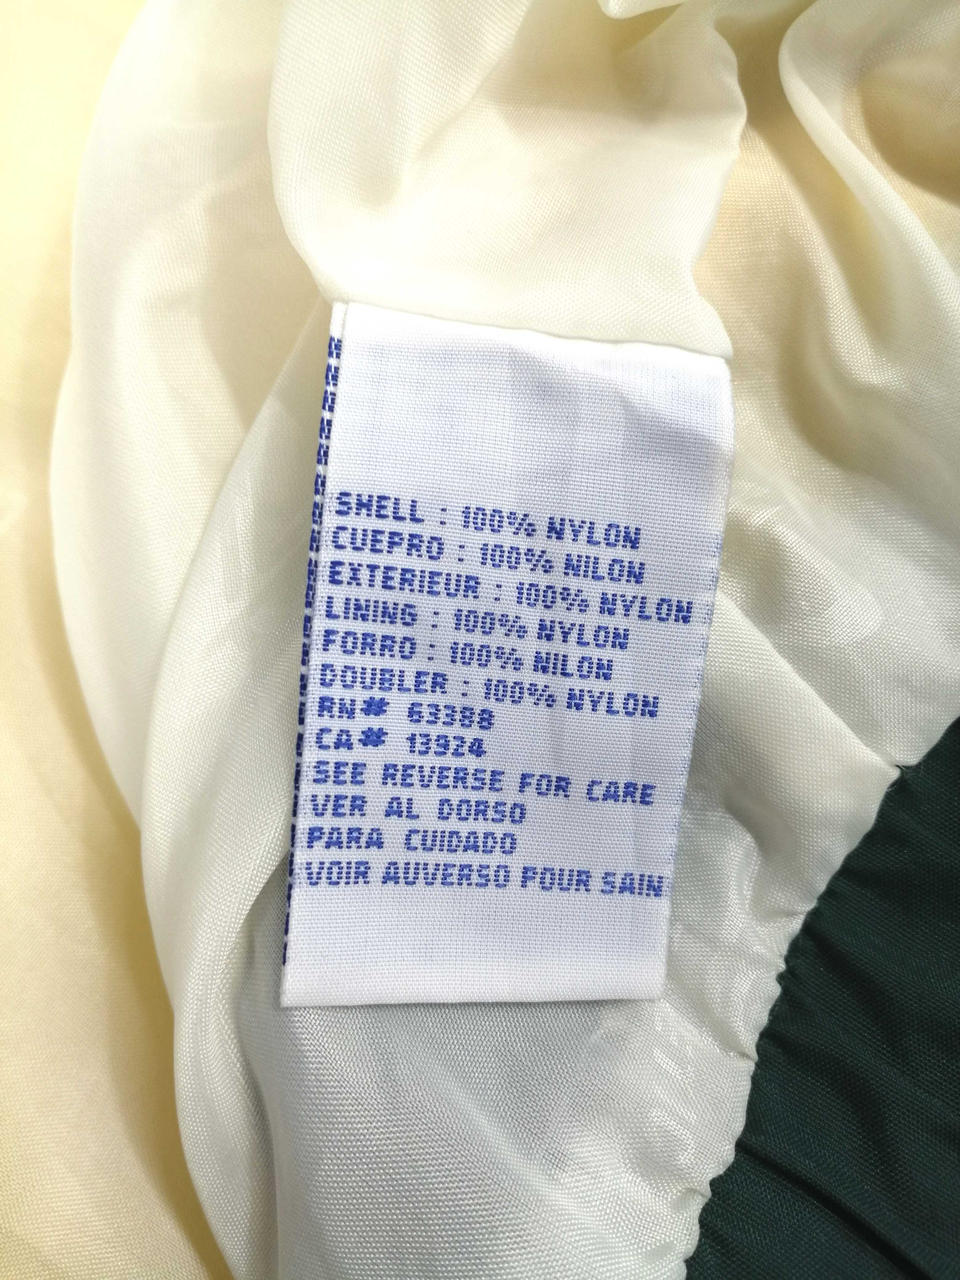 SHELL : 100% NYLON
CUEPRO : 100% NILON
EXTERIEUR : 100% NYLON
LINING : 100% NYLON
FORRO : 100% NILON
DOUBLER : 100% NYLON
RN# 63388
CA# 13924
SEE REVERSE FOR CARE
VER AL DORSO
PARA CUIDADO
VOIR AUVERSO POUR SAIN